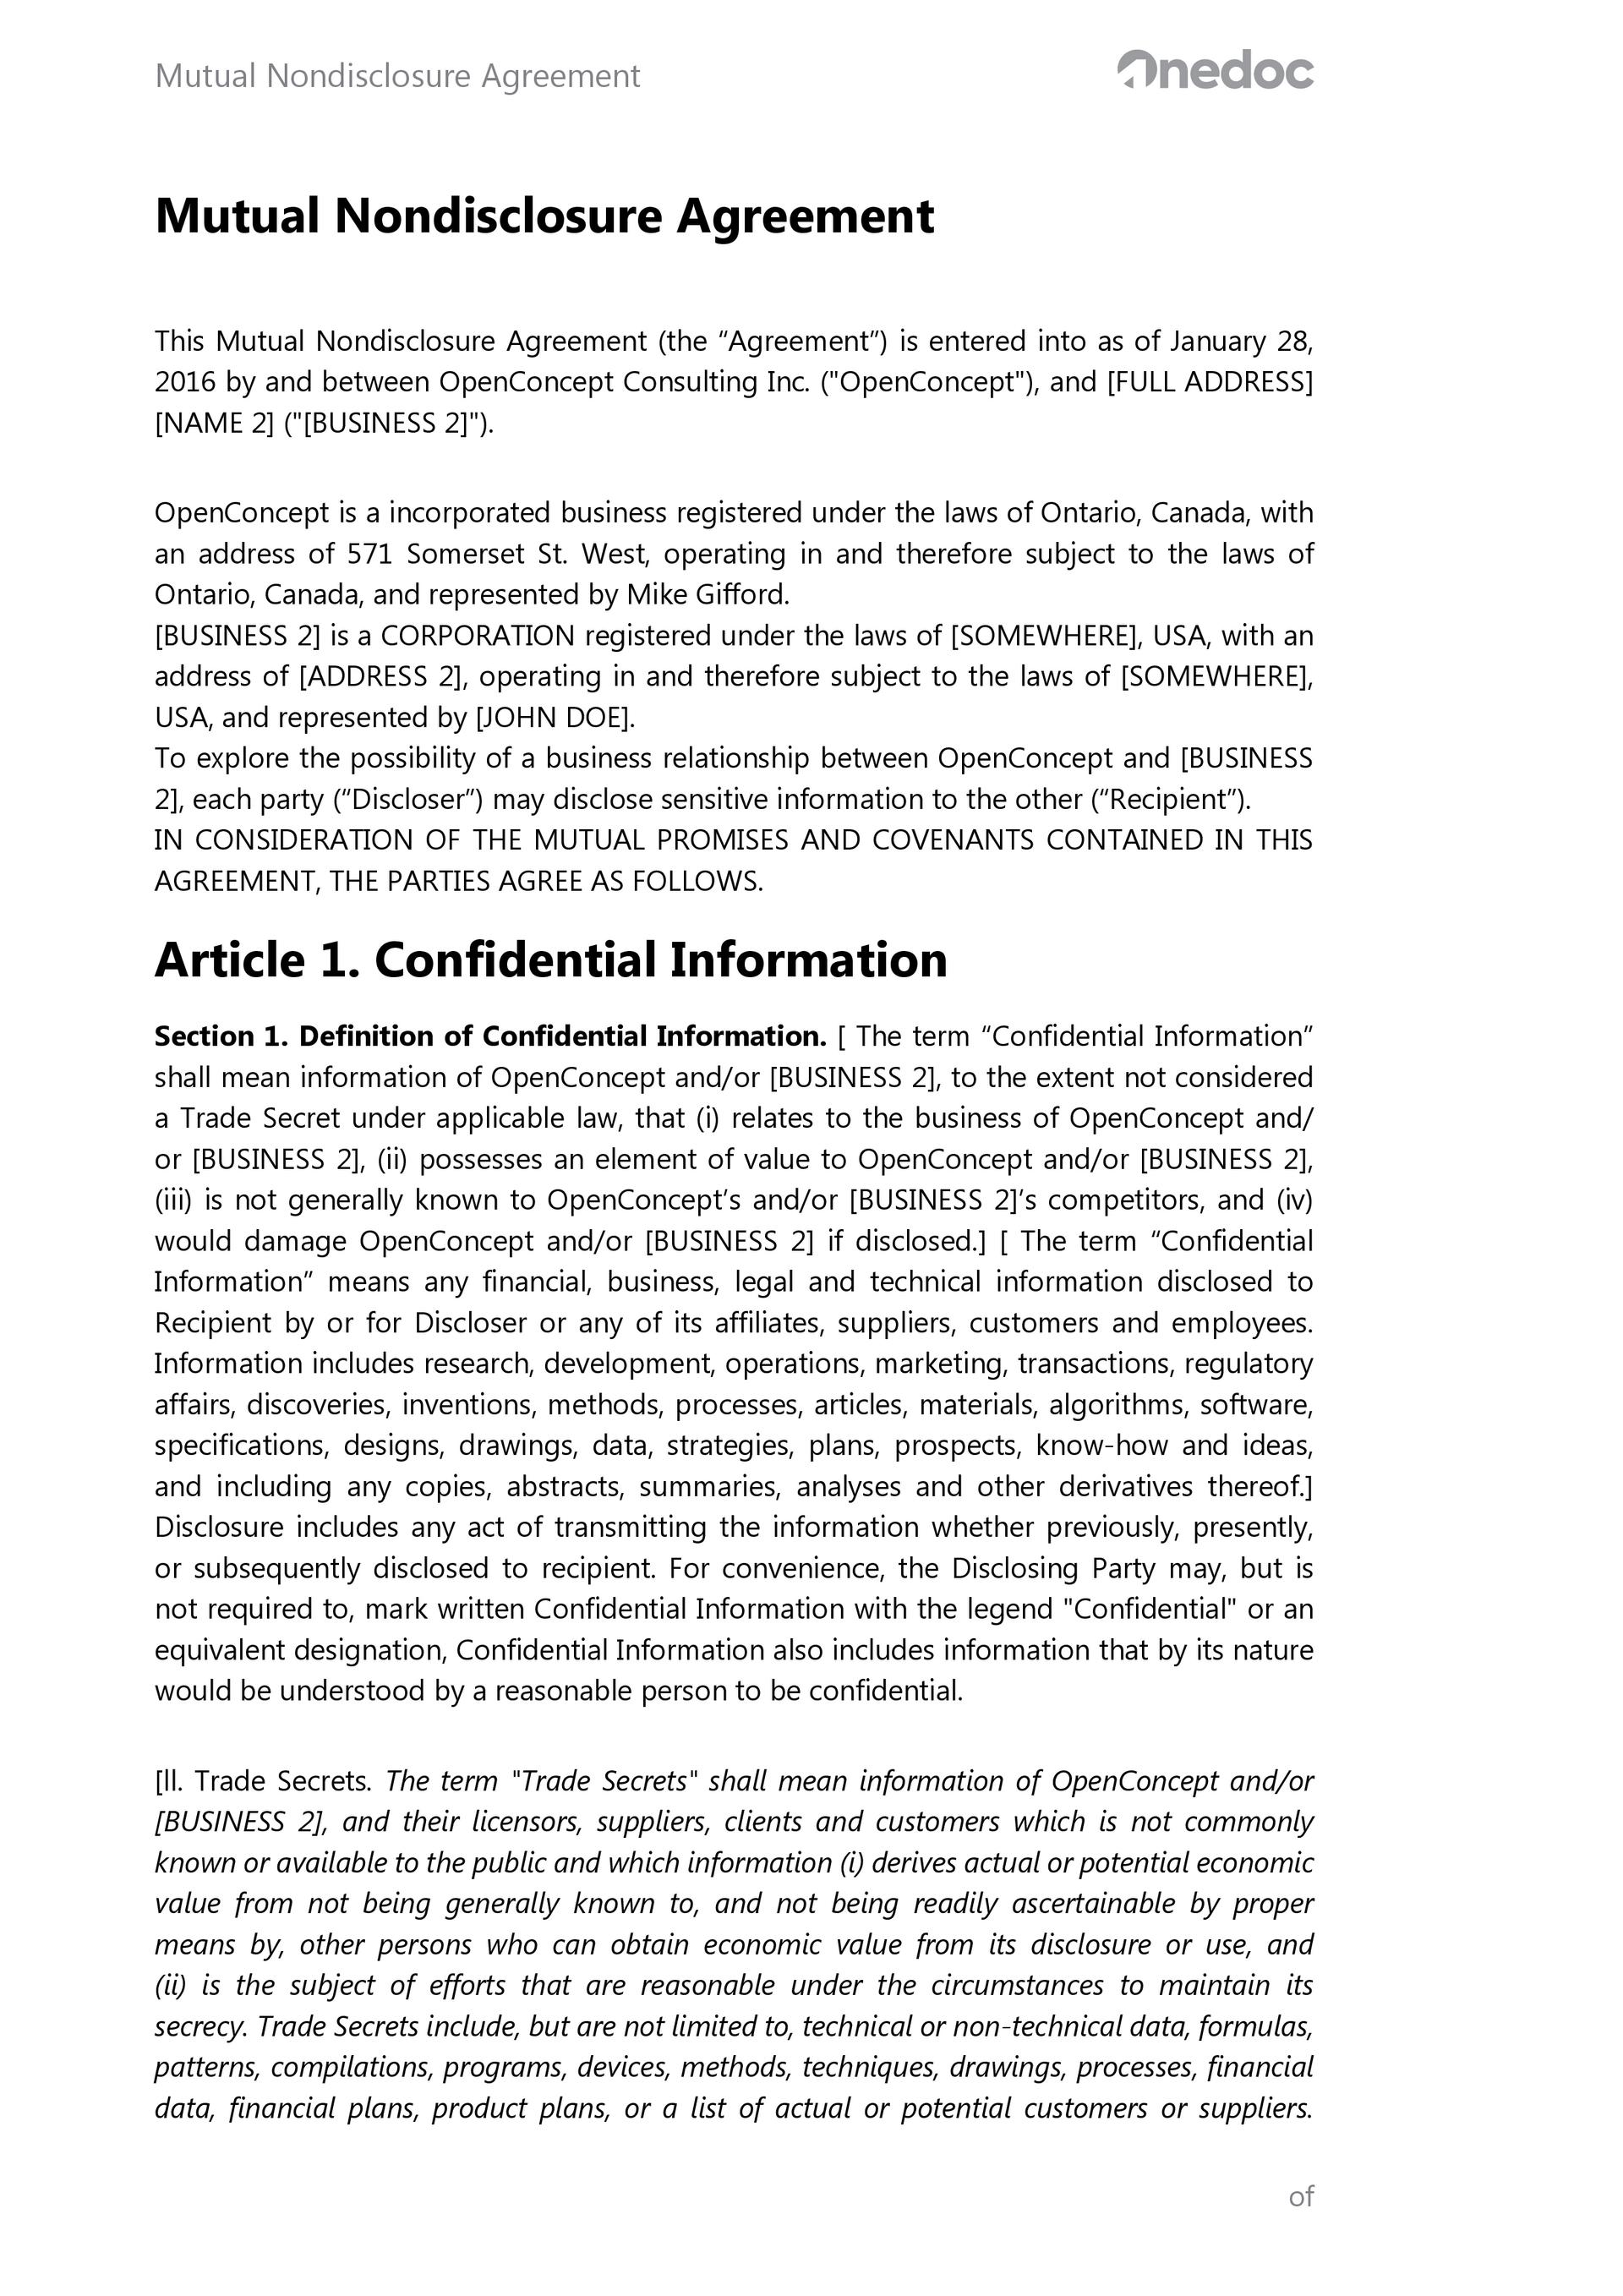 Mutual Nondisclosure Agreement
Onedoc
Mutual Nondisclosure Agreement
This Mutual Nondisclosure Agreement (the “Agreement”) is entered into as of January 28,
2016 by and between OpenConcept Consulting Inc. ("OpenConcept"), and [FULL ADDRESS]
[NAME 2] ("[BUSINESS 2]").
OpenConcept is a incorporated business registered under the laws of Ontario, Canada, with
an address of 571 Somerset St. West, operating in and therefore subject to the laws of
Ontario, Canada, and represented by Mike Gifford.
[BUSINESS 2] is a CORPORATION registered under the laws of [SOMEWHERE], USA, with an
address of [ADDRESS 2], operating in and therefore subject to the laws of [SOMEWHERE],
USA, and represented by [JOHN DOE].
To explore the possibility of a business relationship between OpenConcept and [BUSINESS
2], each party (“Discloser”) may disclose sensitive information to the other (“Recipient”).
IN CONSIDERATION OF THE MUTUAL PROMISES AND COVENANTS CONTAINED IN THIS
AGREEMENT, THE PARTIES AGREE AS FOLLOWS.
Article 1. Confidential Information
Section 1. Definition of Confidential Information. [ The term “Confidential Information”
shall mean information of OpenConcept and/or [BUSINESS 2], to the extent not considered
a Trade Secret under applicable law, that (i) relates to the business of OpenConcept and/
or [BUSINESS 2], (ii) possesses an element of value to OpenConcept and/or [BUSINESS 2],
(iii) is not generally known to OpenConcept’s and/or [BUSINESS 2]’s competitors, and (iv)
would damage OpenConcept and/or [BUSINESS 2] if disclosed.] [ The term “Confidential
Information” means any financial, business, legal and technical information disclosed to
Recipient by or for Discloser or any of its affiliates, suppliers, customers and employees.
Information includes research, development, operations, marketing, transactions, regulatory
affairs, discoveries, inventions, methods, processes, articles, materials, algorithms, software,
specifications, designs, drawings, data, strategies, plans, prospects, know-how and ideas,
and including any copies, abstracts, summaries, analyses and other derivatives thereof.]
Disclosure includes any act of transmitting the information whether previously, presently,
or subsequently disclosed to recipient. For convenience, the Disclosing Party may, but is
not required to, mark written Confidential Information with the legend "Confidential" or an
equivalent designation, Confidential Information also includes information that by its nature
would be understood by a reasonable person to be confidential.
[ll. Trade Secrets. The term "Trade Secrets" shall mean information of OpenConcept and/or
[BUSINESS 2], and their licensors, suppliers, clients and customers which is not commonly
known or available to the public and which information (i) derives actual or potential economic
value from not being generally known to, and not being readily ascertainable by proper
means by, other persons who can obtain economic value from its disclosure or use, and
(ii) is the subject of efforts that are reasonable under the circumstances to maintain its
secrecy. Trade Secrets include, but are not limited to, technical or non-technical data, formulas,
patterns, compilations, programs, devices, methods, techniques, drawings, processes, financial
data, financial plans, product plans, or a list of actual or potential customers or suppliers.
of